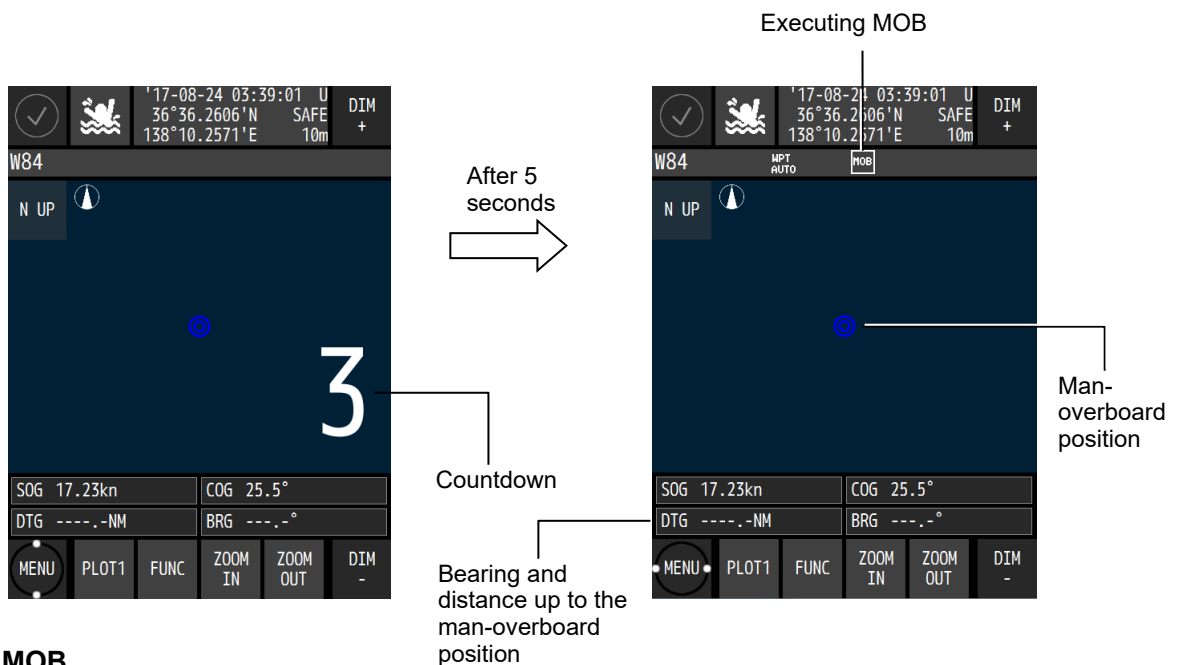 Executing MOB
'17-08-24 03:39:01 U
36°36.2606'N SAFE
138°10.2571'E 10m
DIM
+
W84
N UP
3
SOG 17.23kn
COG 25.5°
DTG ----.-NM
BRG ---.-°
MENU
PLOT1
FUNC
ZOOM
IN
ZOOM
OUT
DIM
-
After 5
seconds
Countdown
Bearing and
distance up to the
man-overboard
position
'17-08-24 03:39:01 U
36°36.2606'N SAFE
138°10.2571'E 10m
DIM
+
W84
WPT
AUTO
MOB
N UP
SOG 17.23kn
COG 25.5°
DTG ----.-NM
BRG ---.-°
MENU
PLOT1
FUNC
ZOOM
IN
ZOOM
OUT
DIM
-
Man-
overboard
position
MOB